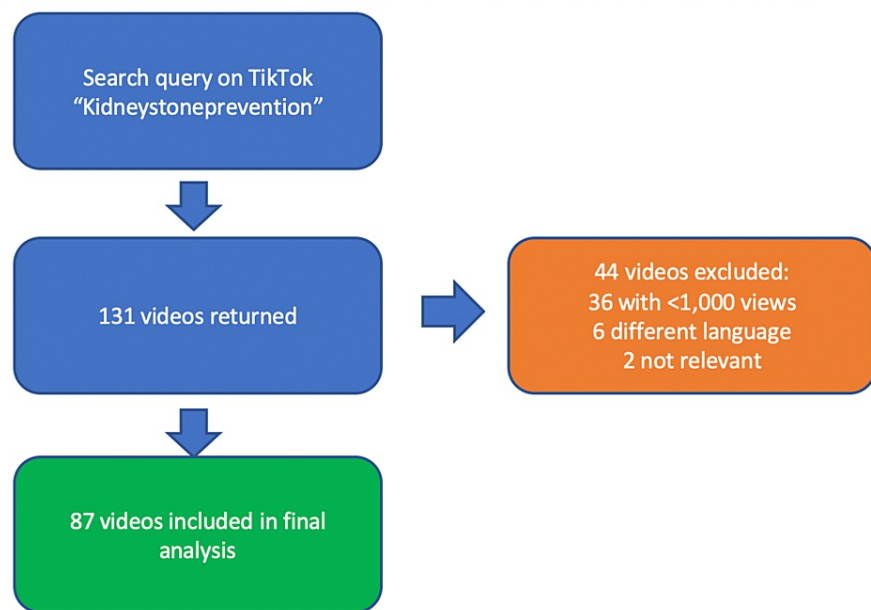 Search query on TikTok
“Kidneystoneprevention”
131 videos returned
44 videos excluded:
36 with <1,000 views
6 different language
2 not relevant
87 videos included in final
analysis